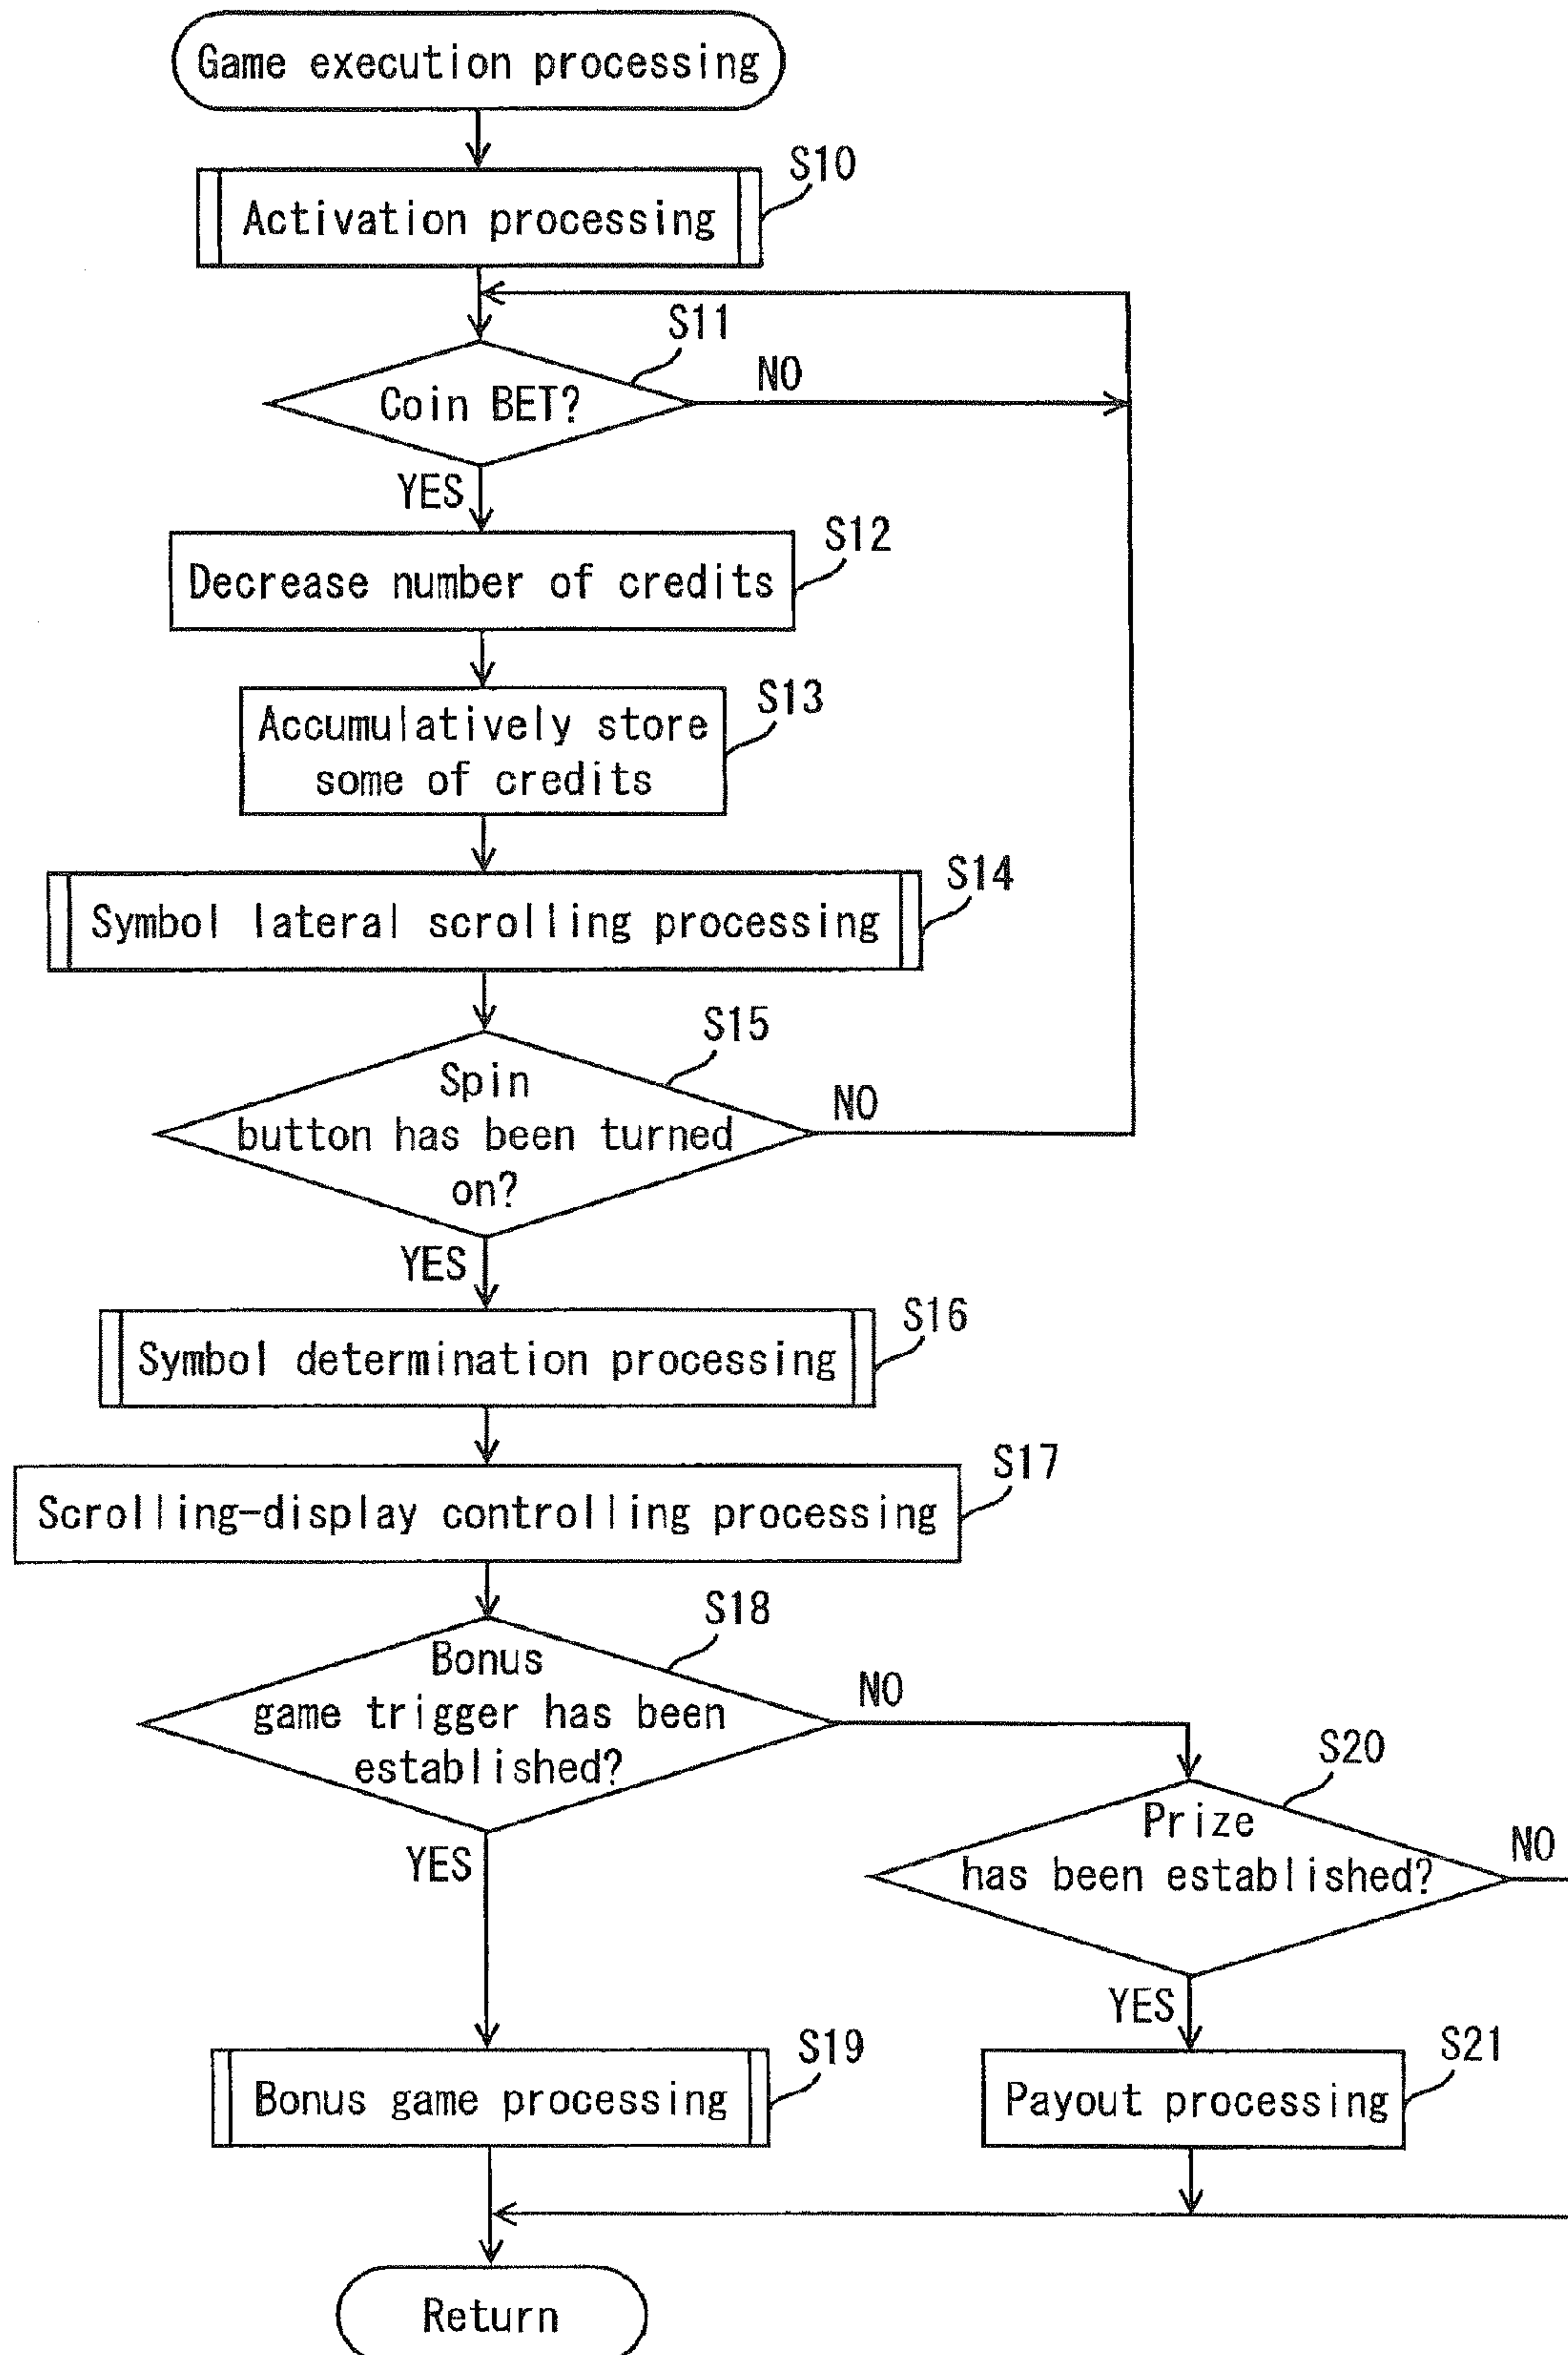 Game execution processing
S10
Activation processing
S11
Coin BET?
NO
YES
S12
Decrease number of credits
S13
Accumulatively store
some of credits
S14
Symbol lateral scrolling processing
S15
Spin
button has been turned
on?
NO
YES
S16
Symbol determination processing
S17
Scrolling-display controlling processing
S18
Bonus
game trigger has been
established?
NO
YES
S20
Prize
has been established?
NO
YES
S19
Bonus game processing
S21
Payout processing
Return